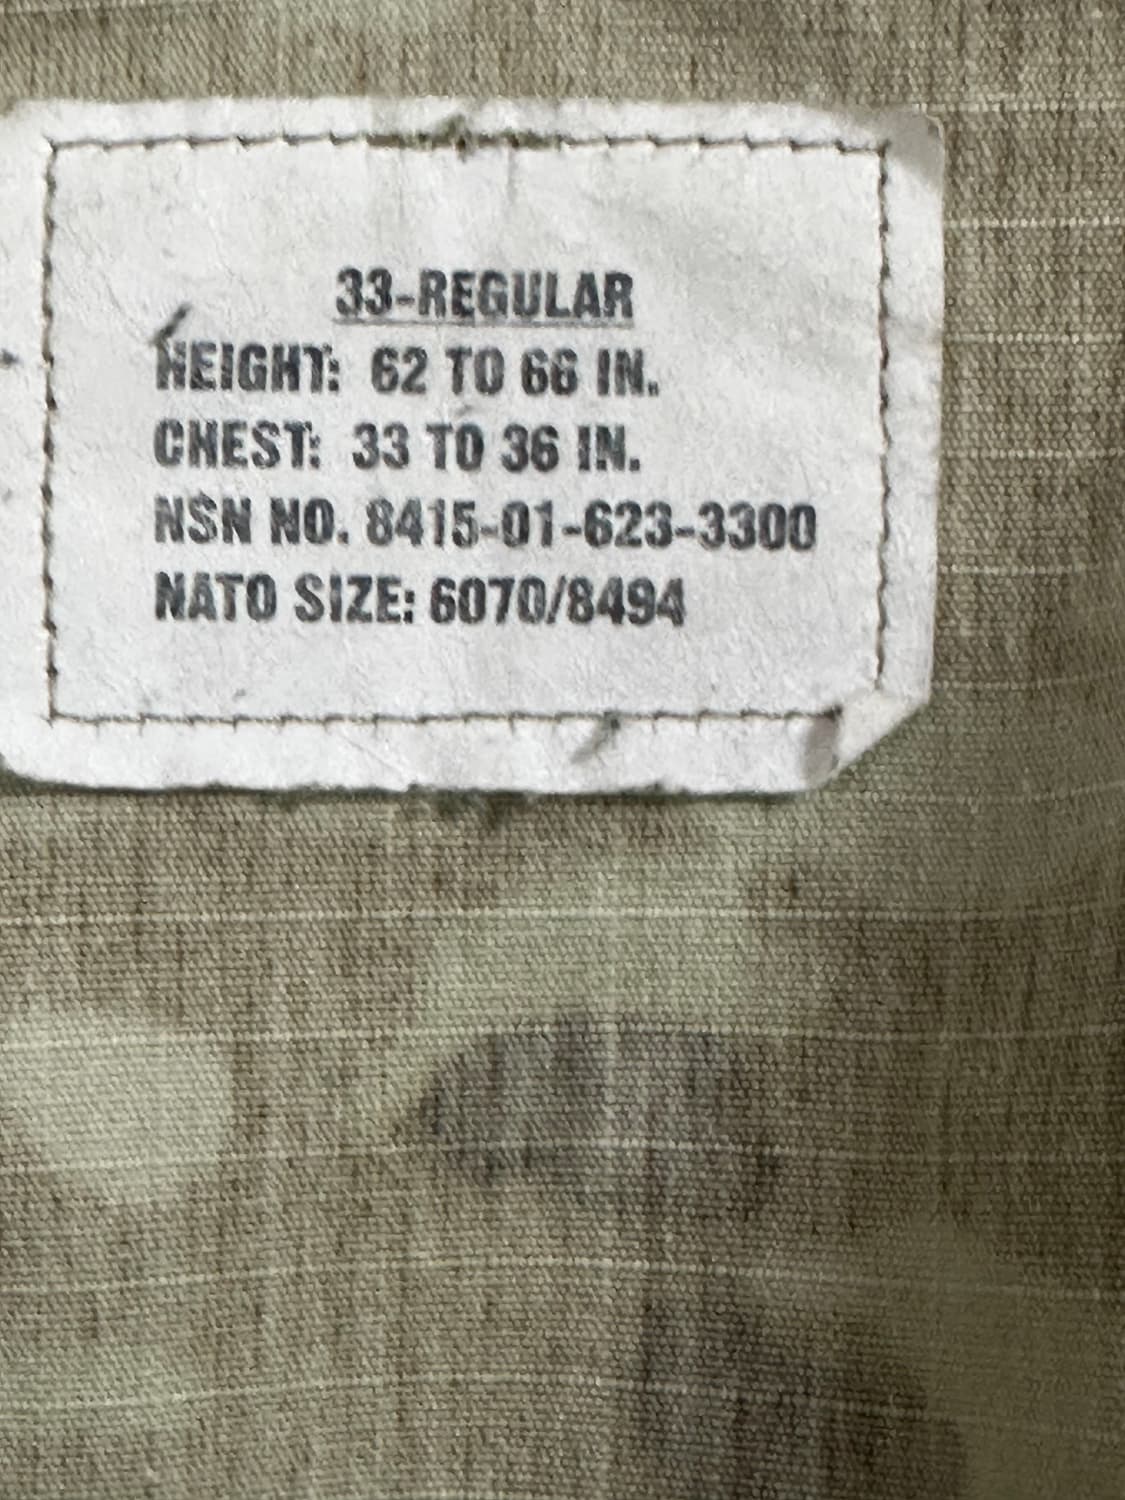 33-REGULAR
HEIGHT: 62 TO 66 IN.
CHEST: 33 TO 36 IN.
NSN NO. 8415-01-623-3300
NATO SIZE: 6070/8494